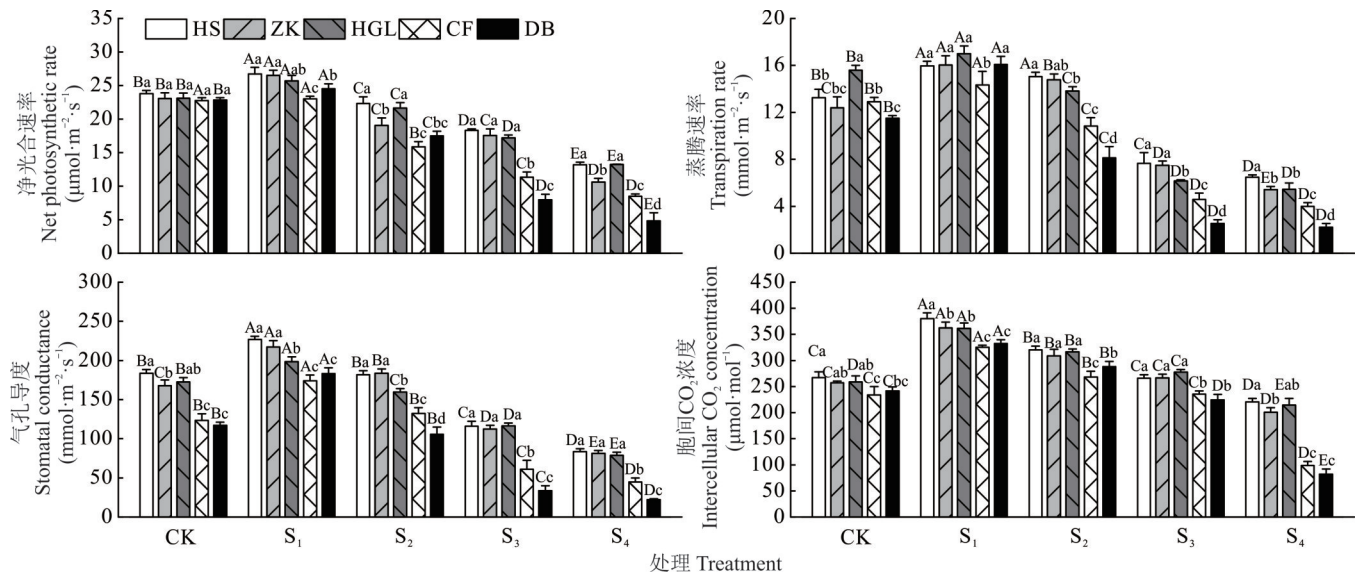 HS ZK HGL CF DB
净光合速率
Net photosynthetic rate
(μmol·m⁻²·s⁻¹)
35
30
25
20
15
10
5
0
Ba Ba Ba Aa Ba
Aa Aa Aab Ac Ab
Ca Cb Ca Bc Cbc
Da Ca Da Cb Dc
Ea Db Ea Dc Ed
蒸腾速率
Transpiration rate
(mmol·m⁻²·s⁻¹)
20
16
12
8
4
0
Bb Cbc Ba Bb Bc
Aa Aa Aa Ab Aa
Aa Bab Cb Cc Cd
Ca Da Db Dc Dd
Ca Eb Db Dc Dd
气孔导度
Stomatal conductance
(mmol·m⁻²·s⁻¹)
300
250
200
150
100
50
0
Ba Cb Bab Bc Bc
Aa Aa Ab Ac Ac
Ba Ba Cb Bc Bd
Ca Da Da Cb Cc
Da Ea Ea Db Dc
CK S₁ S₂ S₃ S₄
胞间CO₂浓度
Intercellular CO₂ concentration
(μmol·mol⁻¹)
450
400
350
300
250
200
150
100
50
0
Ca Cab Dab Cc Cbc
Aa Ab Ab Ac Ac
Ba Ba Ba Bc Bb
Ca Ca Ca Cb Db
Da Db Eab Dc Ec
CK S₁ S₂ S₃ S₄
处理 Treatment